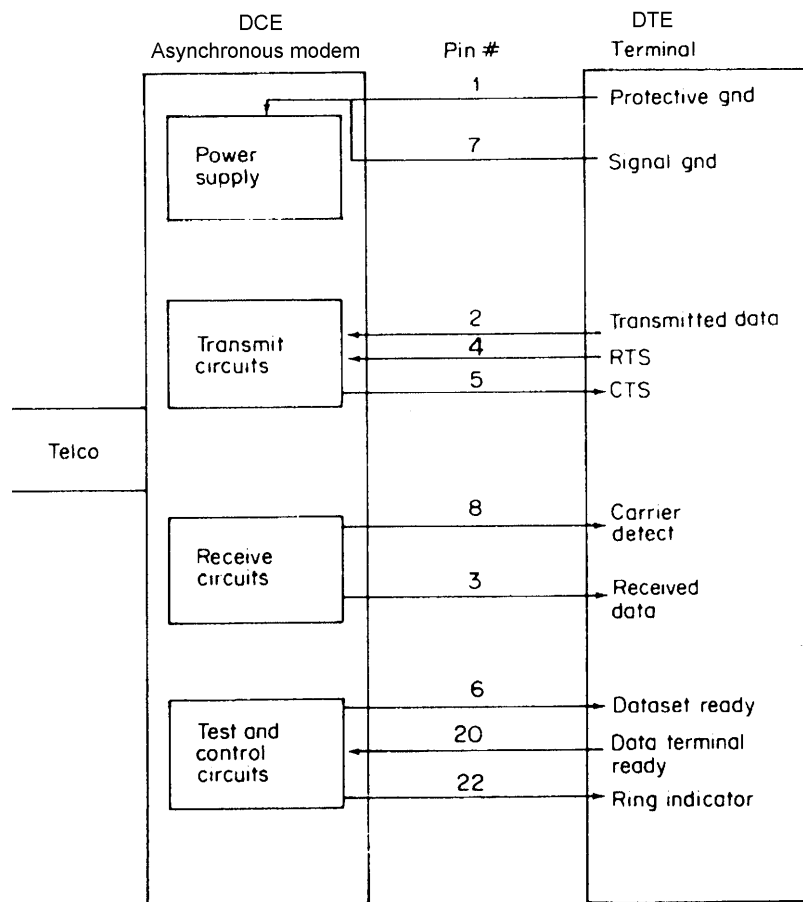 DCE
Asynchronous modem
Pin #
DTE
Terminal
1
Protective gnd
Power
supply
7
Signal gnd
2
Transmitted data
Transmit
circuits
4
RTS
5
CTS
Telco
8
Carrier
detect
Receive
circuits
3
Received
data
6
Dataset ready
Test and
control
circuits
20
Data terminal
ready
22
Ring indicator